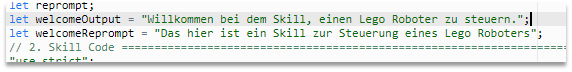 let reprompt;
let welcomeOutput = "Willkommen bei dem Skill, einen Lego Roboter zu steuern.";
let welcomeReprompt = "Das hier ist ein Skill zur Steuerung eines Lego Roboters";
// 2. Skill Code =======================================================================
"use strict";